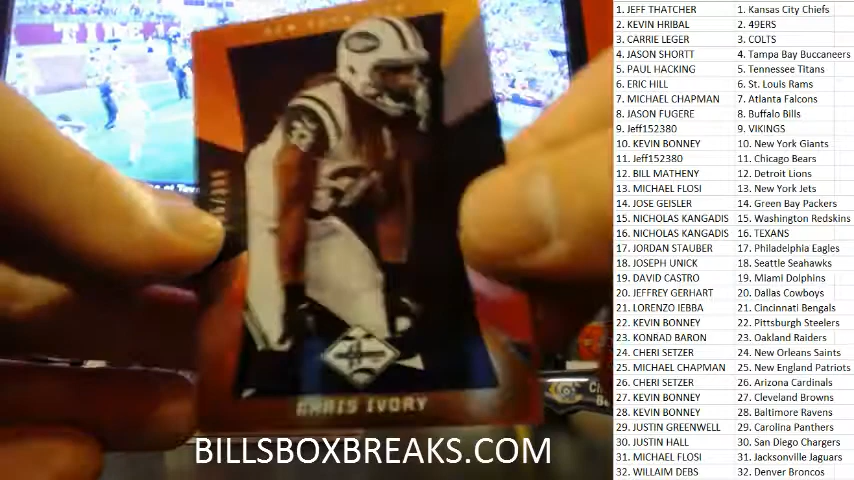 NEW YORK JETS
CHRIS IVORY
BILLSBOXBREAKS.COM
1. JEFF THATCHER 1. Kansas City Chiefs
2. KEVIN HRIBAL 2. 49ERS
3. CARRIE LEGER 3. COLTS
4. JASON SHORTT 4. Tampa Bay Buccaneers
5. PAUL HACKING 5. Tennessee Titans
6. ERIC HILL 6. St. Louis Rams
7. MICHAEL CHAPMAN 7. Atlanta Falcons
8. JASON FUGERE 8. Buffalo Bills
9. Jeff152380 9. VIKINGS
10. KEVIN BONNEY 10. New York Giants
11. Jeff152380 11. Chicago Bears
12. BILL MATHENY 12. Detroit Lions
13. MICHAEL FLOSI 13. New York Jets
14. JOSE GEISLER 14. Green Bay Packers
15. NICHOLAS KANGADIS 15. Washington Redskins
16. NICHOLAS KANGADIS 16. TEXANS
17. JORDAN STAUBER 17. Philadelphia Eagles
18. JOSEPH UNICK 18. Seattle Seahawks
19. DAVID CASTRO 19. Miami Dolphins
20. JEFFREY GERHART 20. Dallas Cowboys
21. LORENZO IEBBA 21. Cincinnati Bengals
22. KEVIN BONNEY 22. Pittsburgh Steelers
23. KONRAD BARON 23. Oakland Raiders
24. CHERI SETZER 24. New Orleans Saints
25. MICHAEL CHAPMAN 25. New England Patriots
26. CHERI SETZER 26. Arizona Cardinals
27. KEVIN BONNEY 27. Cleveland Browns
28. KEVIN BONNEY 28. Baltimore Ravens
29. JUSTIN GREENWELL 29. Carolina Panthers
30. JUSTIN HALL 30. San Diego Chargers
31. MICHAEL FLOSI 31. Jacksonville Jaguars
32. WILLAIM DEBS 32. Denver Broncos